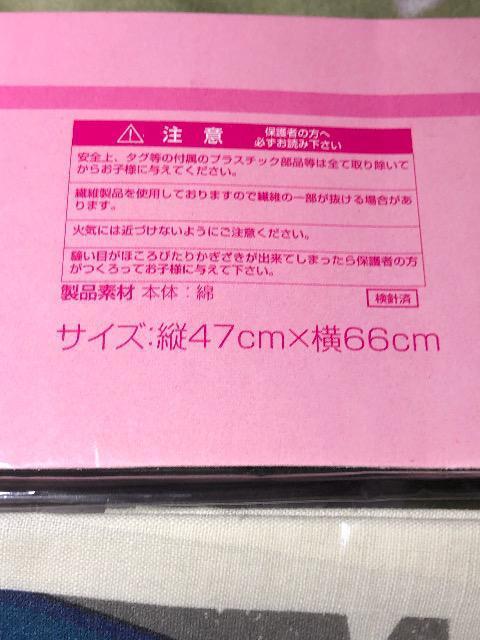 ⚠ 注意 保護者の方へ
必ずお読み下さい
安全上、タグ等の付属のプラスチック部品等は全て取り除いて
からお子様に与えてください。
繊維製品を使用しておりますので繊維の一部が抜ける場合があ
ります。
火気には近づけないようにご注意ください。
縫い目がほころびたりかぎざきが出来てしまったら保護者の方
がつくろってお子様に与えて下さい。
製品素材 本体：綿 検針済
サイズ：縦47cm×横66cm